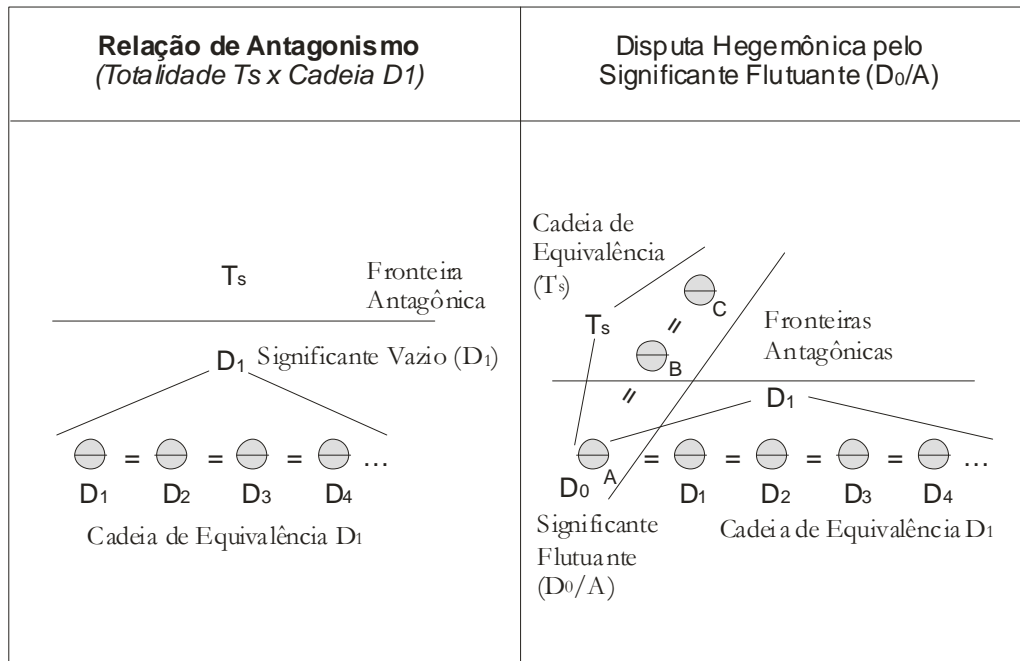 Relação de Antagonismo
(Totalidade Ts x Cadeia D1)
Ts
Fronteira
Antagônica
D1
Significante Vazio (D1)
= = = ...
D1 D2 D3 D4
Cadeia de Equivalência D1
Disputa Hegemônica pelo
Significante Flutuante (D0/A)
Cadeia de
Equivalência
(Ts)
Ts
C
=
B
=
Fronteiras
Antagônicas
D1
A
= = = = ...
D0 D1 D2 D3 D4
Significante
Flutuante
(D0/A)
Cadeia de Equivalência D1